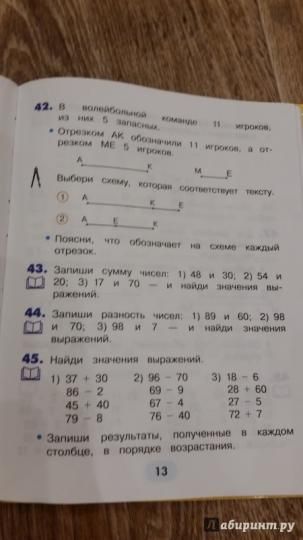 42. В волейбольной команде 11 игроков,
из них 5 запасных.
• Отрезком АК обозначили 11 игроков, а от-
резком МЕ 5 игроков.
А К М Е
Выбери схему, которая соответствует тексту.
1 А К Е
2 А Е К
• Поясни, что обозначает на схеме каждый
отрезок.
43. Запиши сумму чисел: 1) 48 и 30; 2) 54 и
20; 3) 17 и 70 — и найди значения вы-
ражений.
44. Запиши разность чисел: 1) 89 и 60; 2) 98
и 70; 3) 98 и 7 — и найди значения
выражений.
45. Найди значения выражений.
1) 37 + 30 2) 96 − 70 3) 18 − 6
86 − 2 69 − 9 28 + 60
45 + 40 67 − 4 27 − 5
79 − 8 76 − 40 72 + 7
• Запиши результаты, полученные в каждом
столбце, в порядке возрастания.
13
Лабиринт.ру